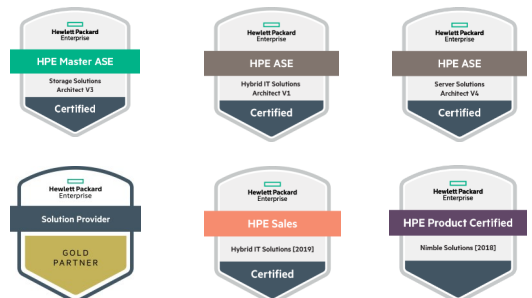 Hewlett Packard
Enterprise
HPE Master ASE
Storage Solutions
Architect V3
Certified
Hewlett Packard
Enterprise
HPE ASE
Hybrid IT Solutions
Architect V1
Certified
Hewlett Packard
Enterprise
HPE ASE
Server Solutions
Architect V4
Certified
Hewlett Packard
Enterprise
Solution Provider
GOLD
PARTNER
Hewlett Packard
Enterprise
HPE Sales
Hybrid IT Solutions [2019]
Certified
Hewlett Packard
Enterprise
HPE Product Certified
Nimble Solutions [2018]